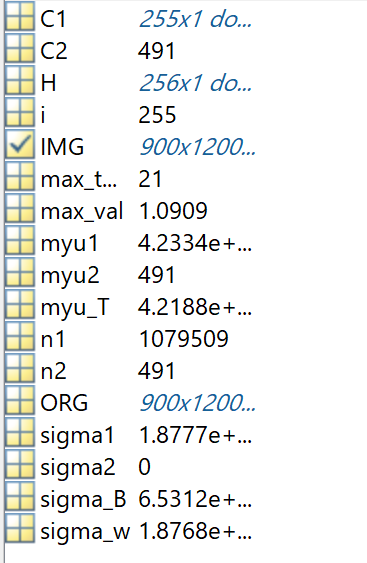 C1 255x1 do...
C2 491
H 256x1 do...
i 255
IMG 900x1200...
max_t... 21
max_val 1.0909
myu1 4.2334e+...
myu2 491
myu_T 4.2188e+...
n1 1079509
n2 491
ORG 900x1200...
sigma1 1.8777e+...
sigma2 0
sigma_B 6.5312e+...
sigma_w 1.8768e+...